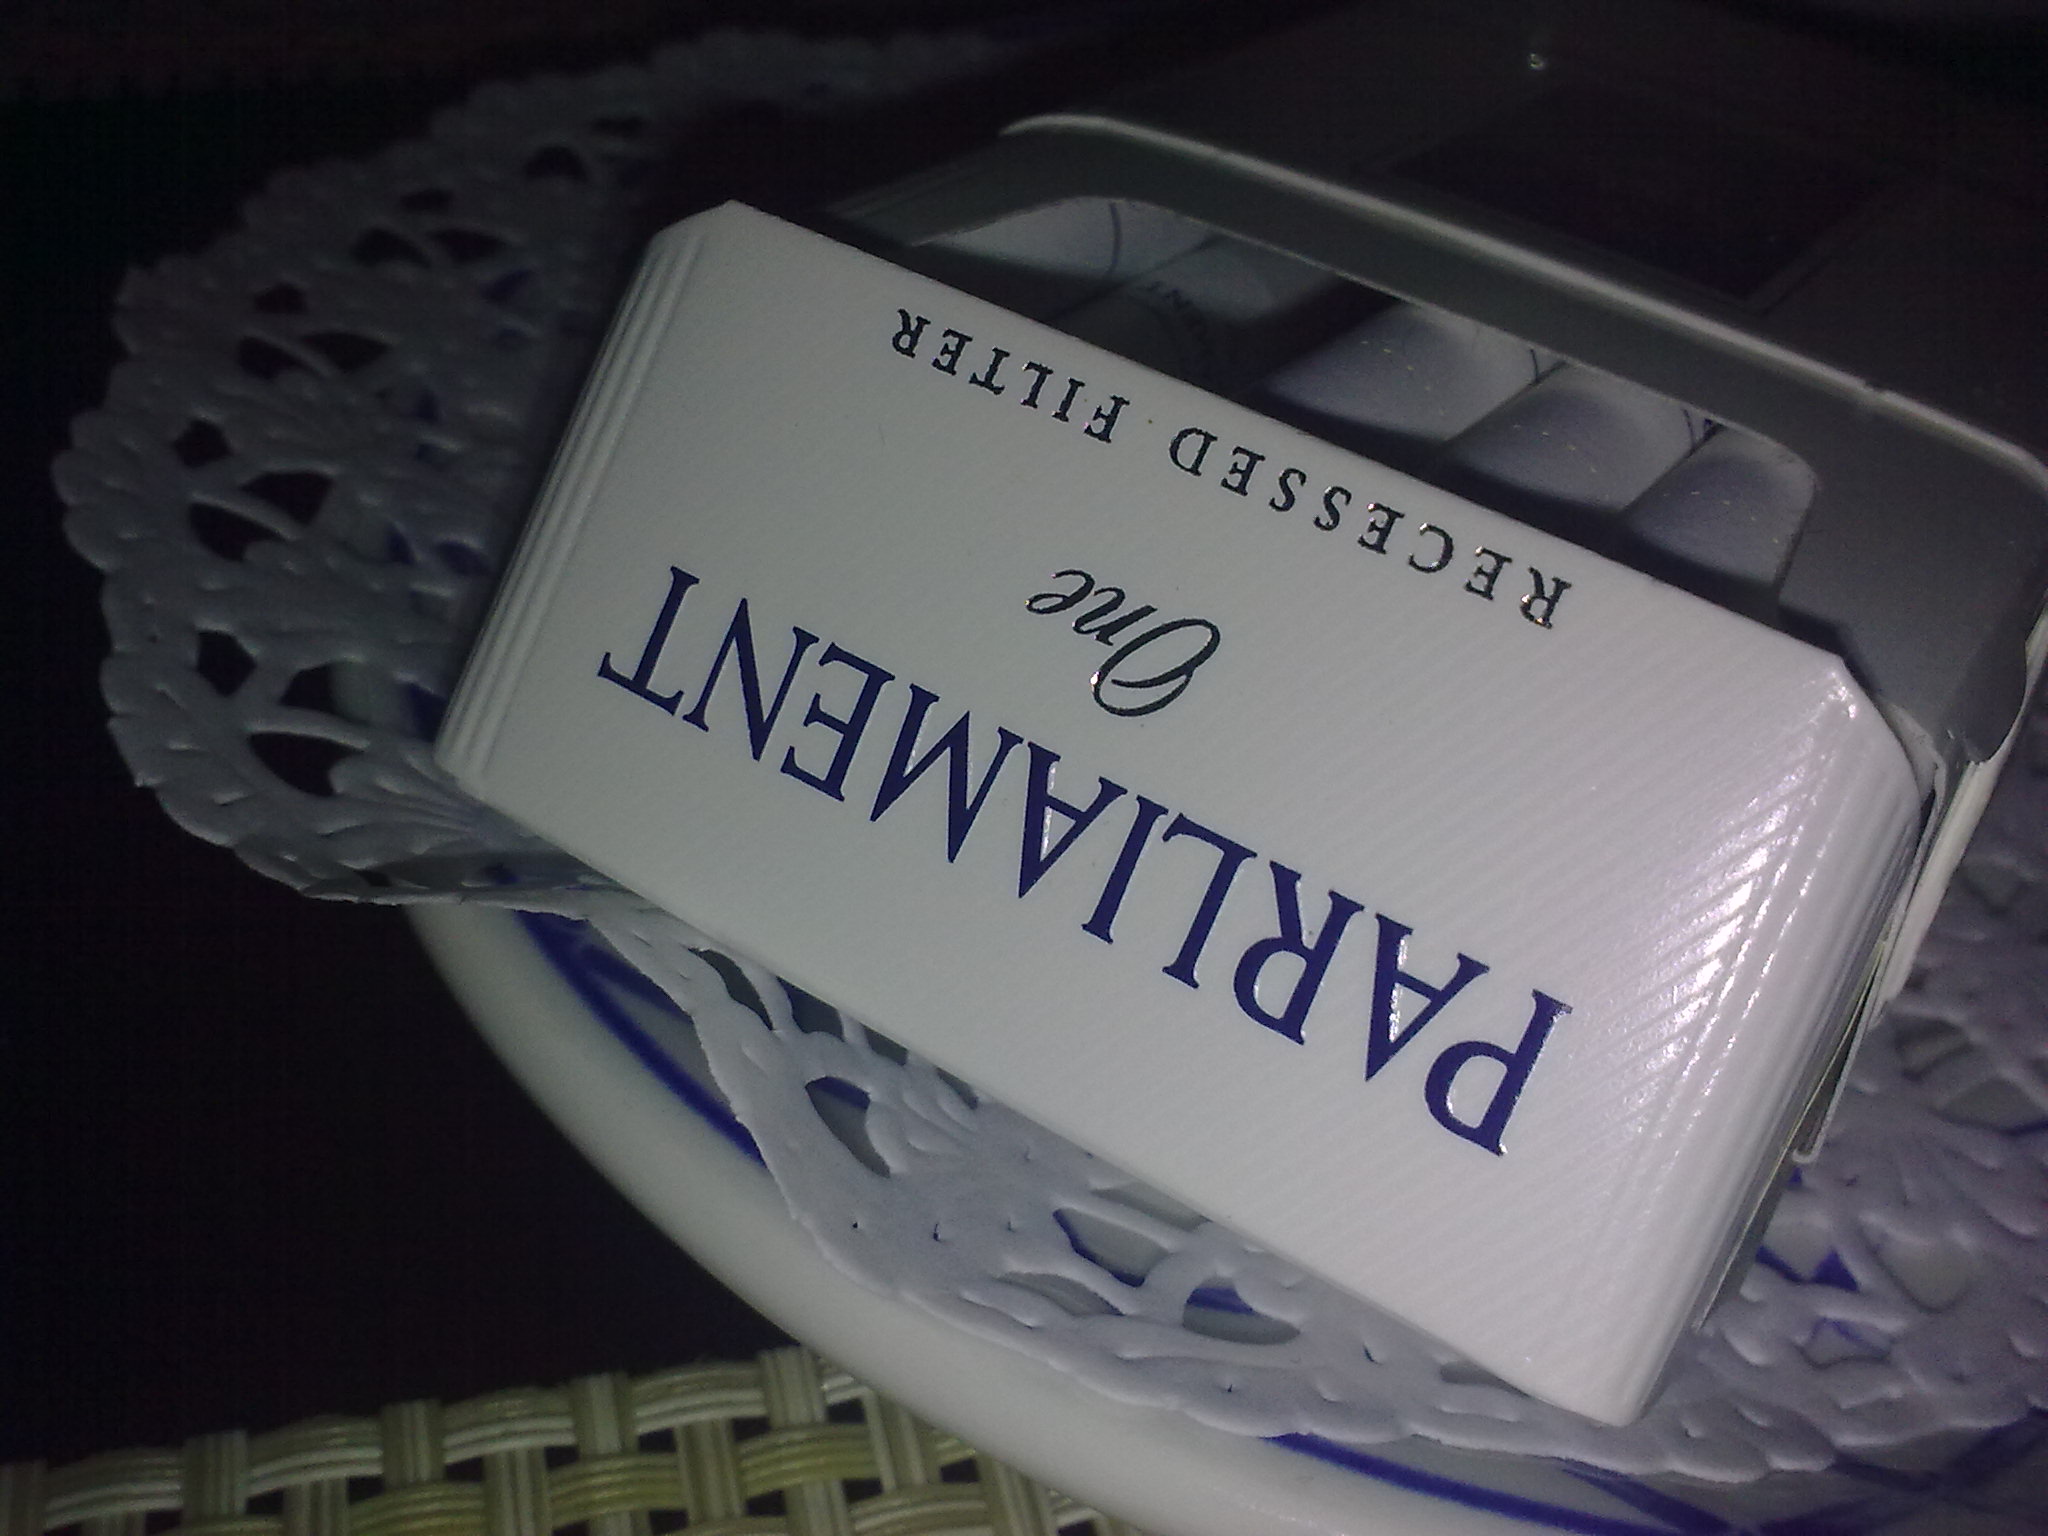 PARLIAMENT
One
RECESSED FILTER